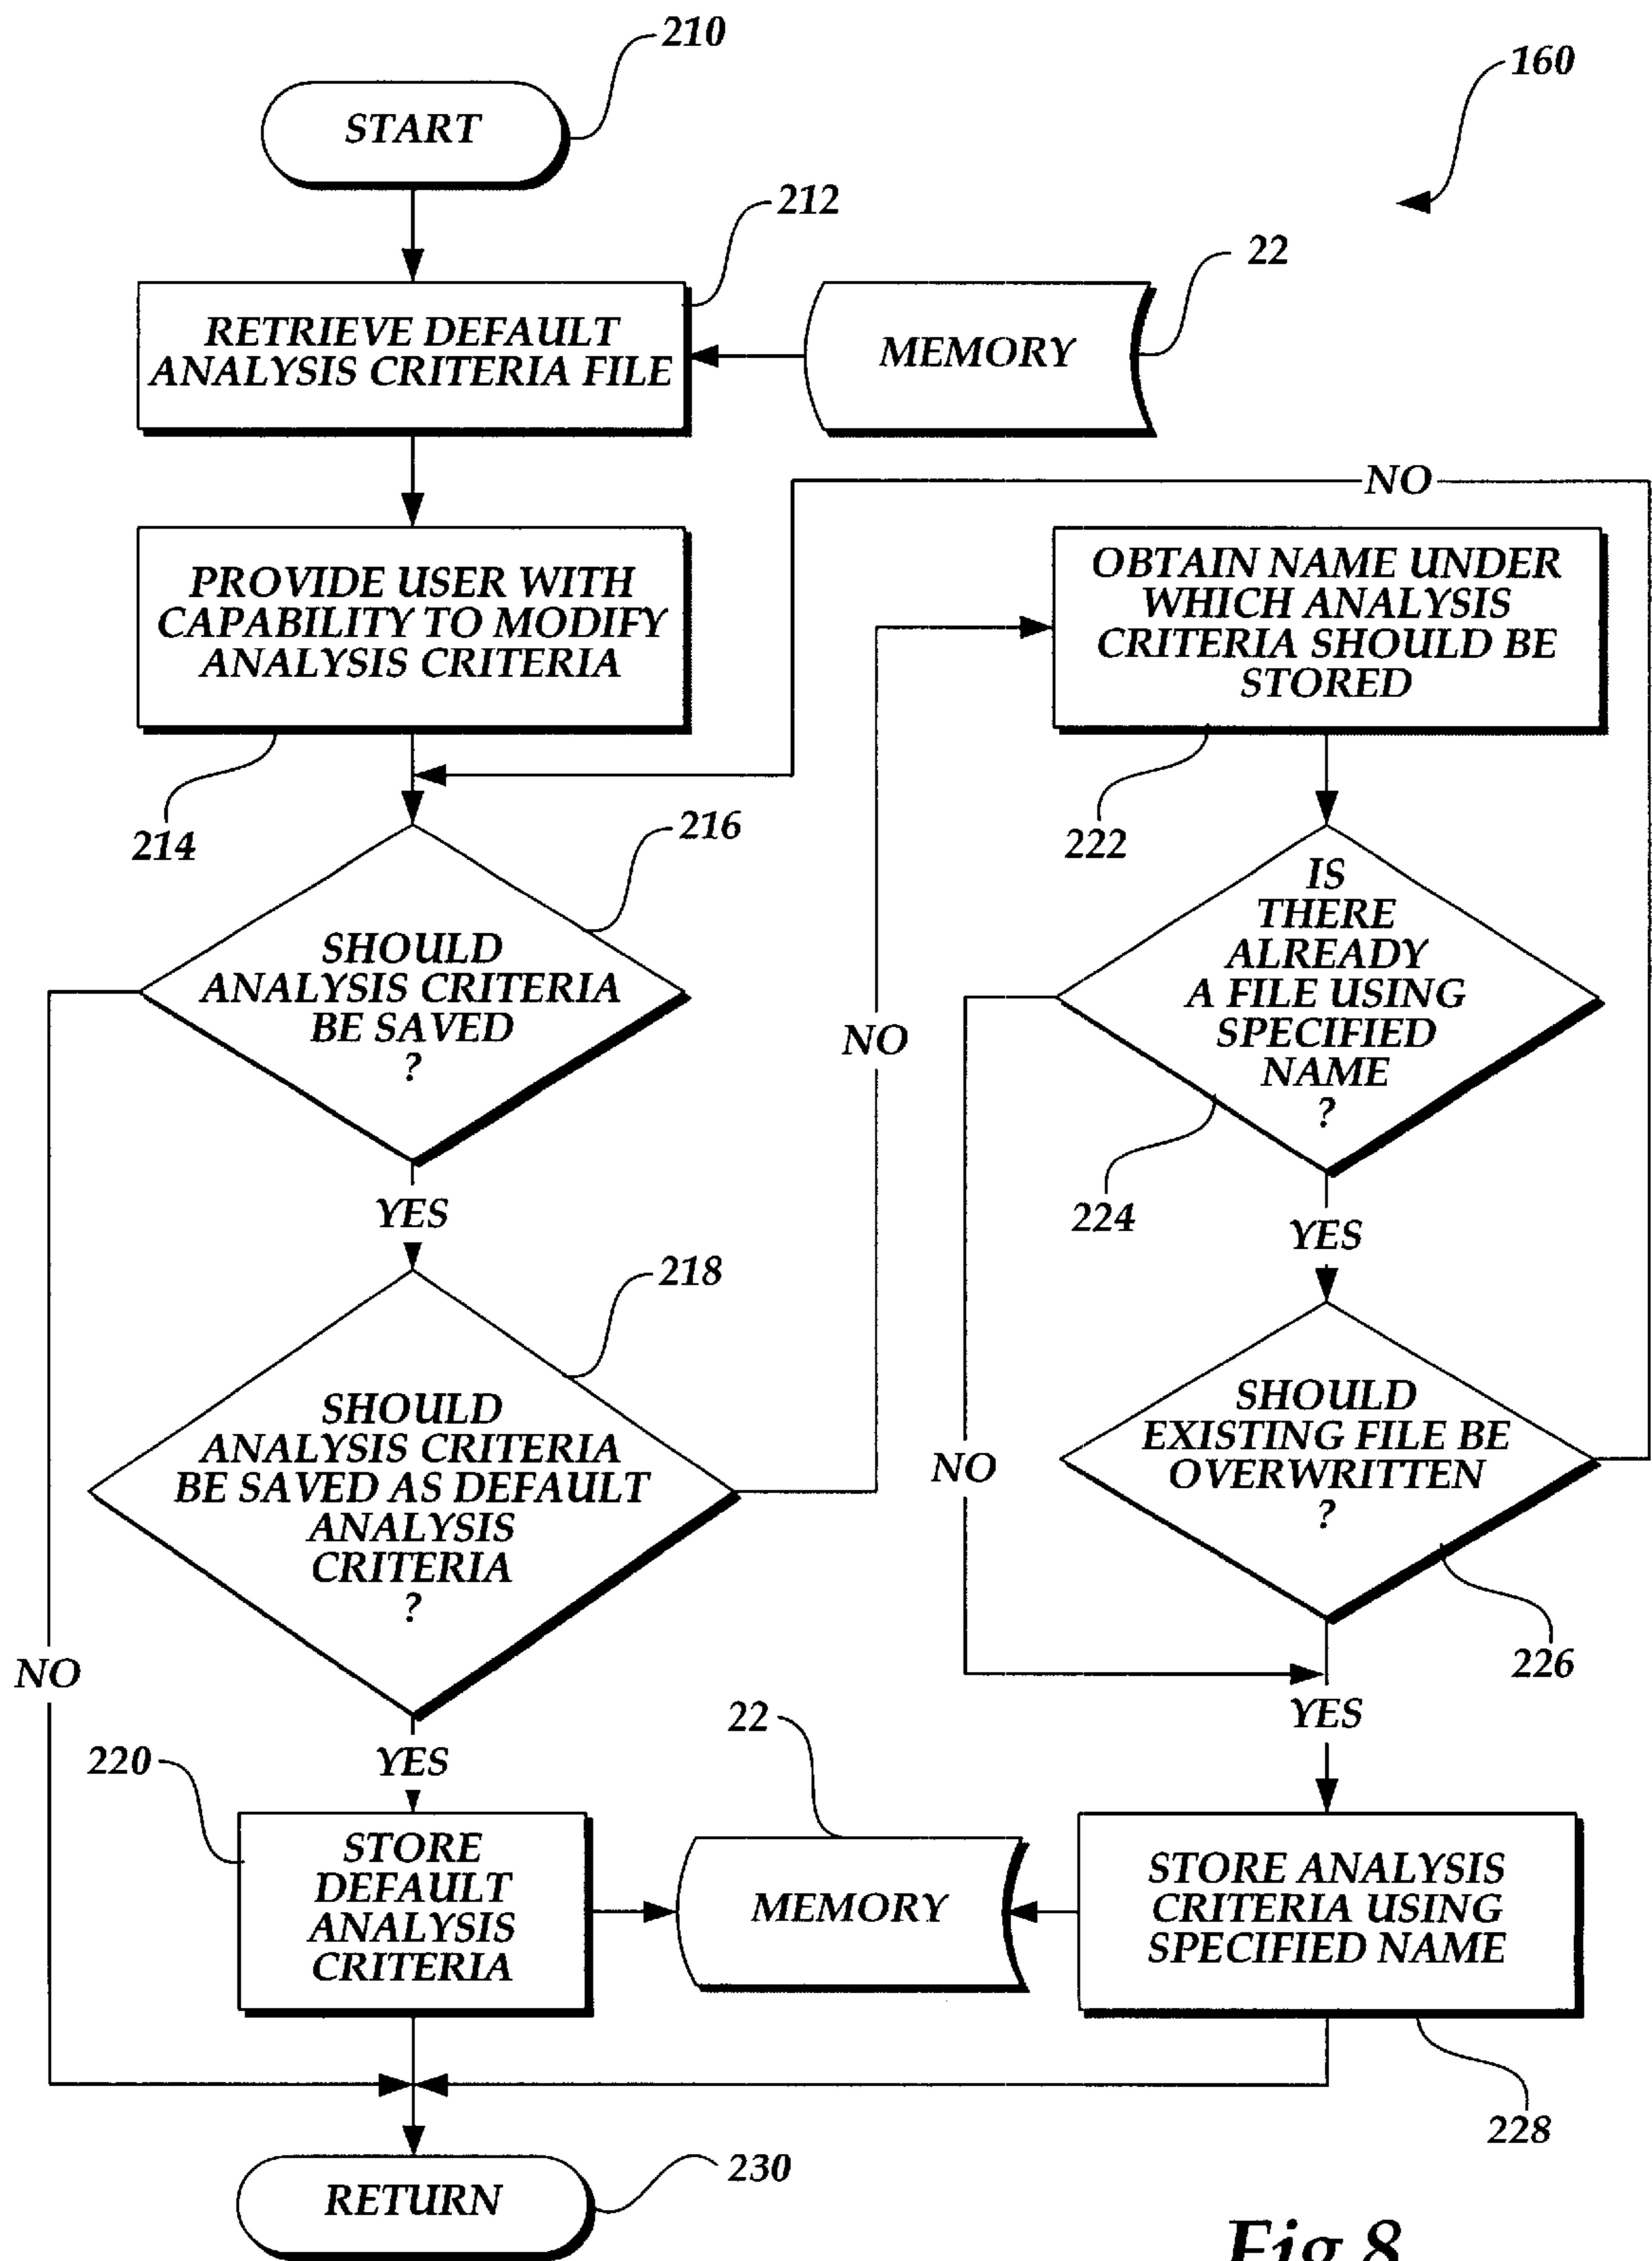 210
160
START
212
22
RETRIEVE DEFAULT
ANALYSIS CRITERIA FILE
MEMORY
NO
PROVIDE USER WITH
CAPABILITY TO MODIFY
ANALYSIS CRITERIA
OBTAIN NAME UNDER
WHICH ANALYSIS
CRITERIA SHOULD BE
STORED
214
216
222
SHOULD
ANALYSIS CRITERIA
BE SAVED
?
NO
IS
THERE
ALREADY
A FILE USING
SPECIFIED
NAME
?
YES
224
YES
218
SHOULD
ANALYSIS CRITERIA
BE SAVED AS DEFAULT
ANALYSIS
CRITERIA
?
NO
SHOULD
EXISTING FILE BE
OVERWRITTEN
?
NO
226
YES
22
220
YES
STORE
DEFAULT
ANALYSIS
CRITERIA
MEMORY
STORE ANALYSIS
CRITERIA USING
SPECIFIED NAME
228
230
RETURN
Fig.8